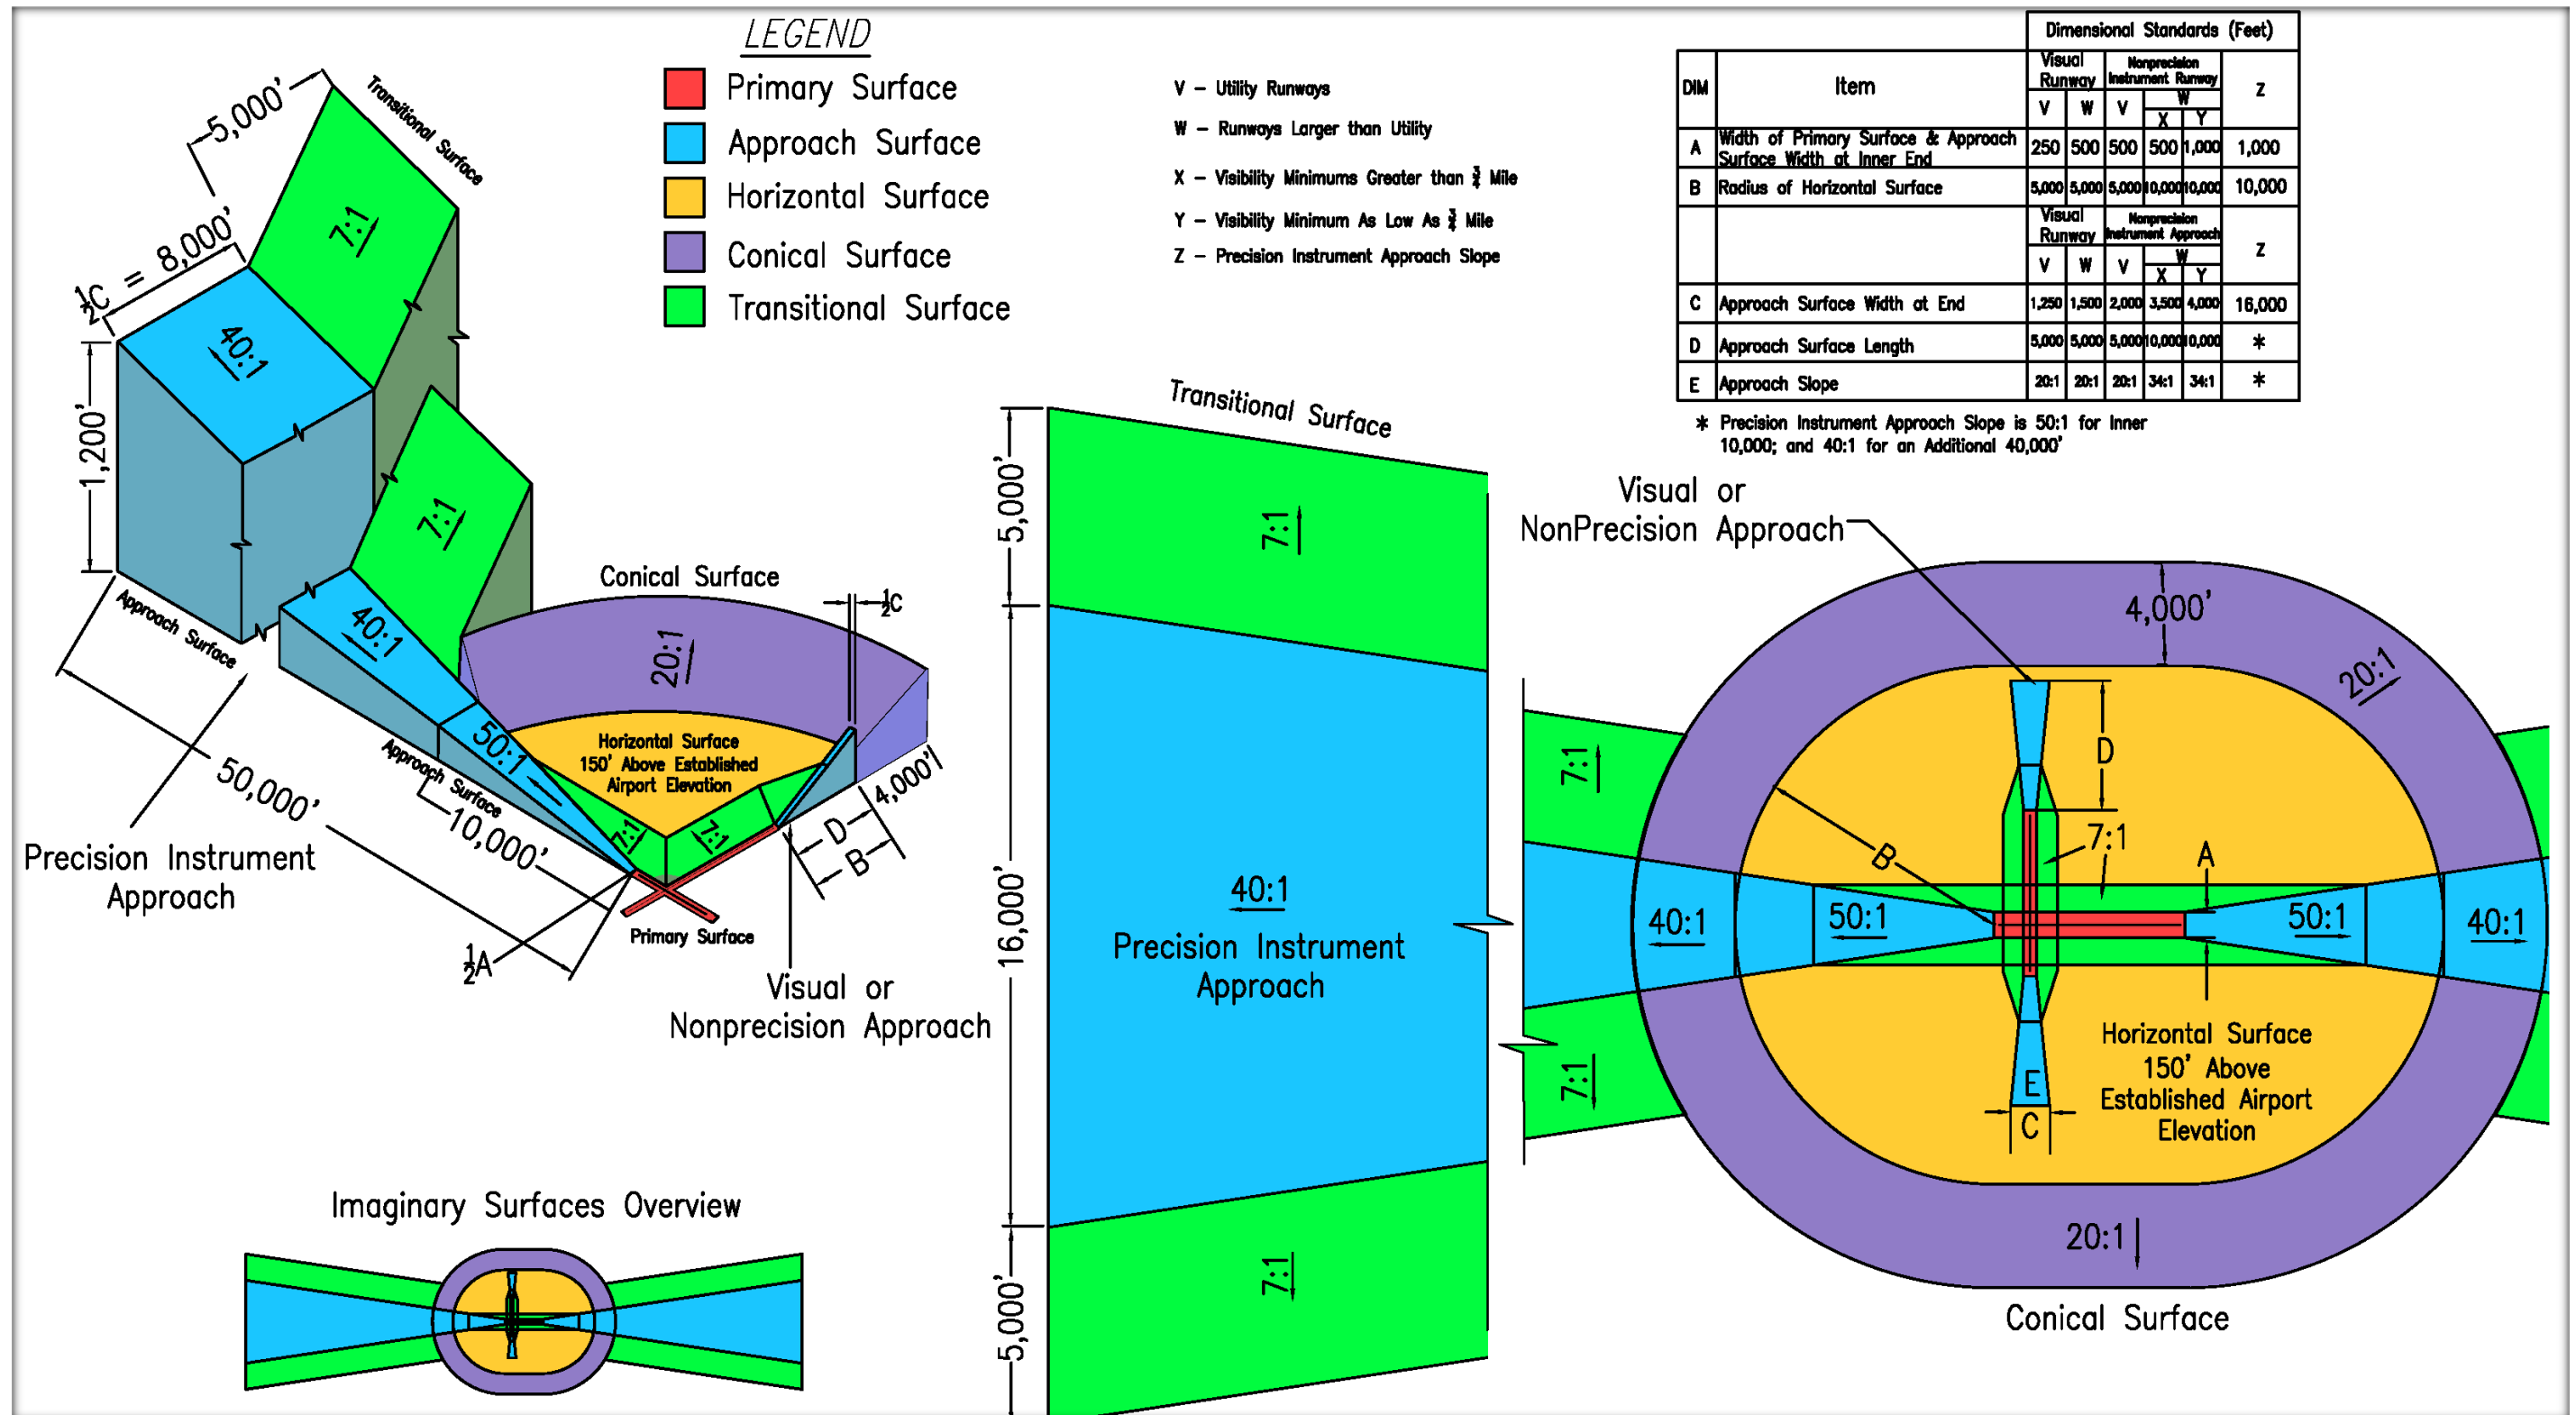 LEGEND
Primary Surface
Approach Surface
Horizontal Surface
Conical Surface
Transitional Surface
V – Utility Runways
W – Runways Larger than Utility
X – Visibility Minimums Greater than ¾ Mile
Y – Visibility Minimum As Low As ¾ Mile
Z – Precision Instrument Approach Slope
Dimensional Standards (Feet)
DIM
Item
Visual Runway
Nonprecision Instrument Runway
Z
V W V W
X Y
A Width of Primary Surface & Approach Surface Width at Inner End 250 500 500 500 1,000 1,000
B Radius of Horizontal Surface 5,000 5,000 5,000 10,000 10,000 10,000
Visual Runway
Nonprecision Instrument Approach
Z
V W V W
X Y
C Approach Surface Width at End 1,250 1,500 2,000 3,500 4,000 16,000
D Approach Surface Length 5,000 5,000 5,000 10,000 10,000 *
E Approach Slope 20:1 20:1 20:1 34:1 34:1 *
* Precision Instrument Approach Slope is 50:1 for Inner
10,000; and 40:1 for an Additional 40,000'
5,000'
Transitional Surface
7:1
½C = 8,000'
40:1
1,200'
7:1
Approach Surface
40:1
Conical Surface
½C
20:1
50:1
Horizontal Surface
150' Above Established
Airport Elevation
Approach Surface
4,000'
50,000'
10,000'
7:1
7:1
D
B
Precision Instrument
Approach
½A
Primary Surface
Visual or
Nonprecision Approach
Imaginary Surfaces Overview
Transitional Surface
5,000'
7:1
16,000'
40:1
Precision Instrument
Approach
7:1
5,000'
Visual or
NonPrecision Approach
4,000'
20:1
7:1
D
B
7:1
A
40:1
50:1
50:1
40:1
7:1
Horizontal Surface
150' Above
Established Airport
Elevation
E
C
20:1
Conical Surface